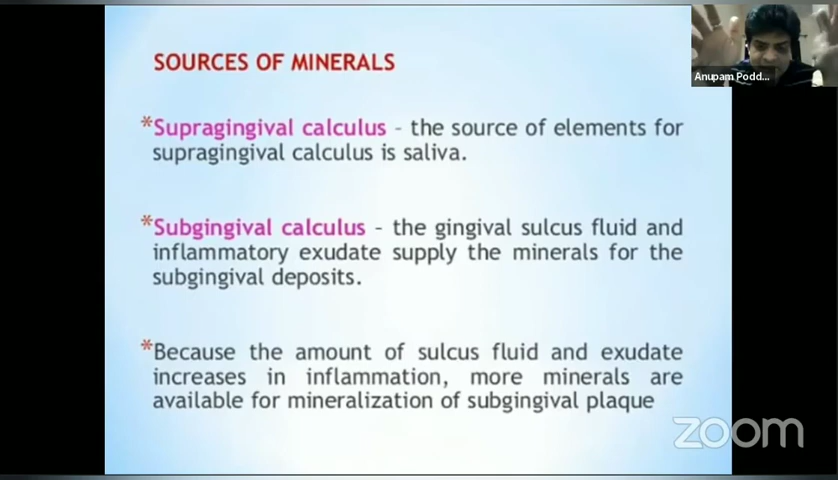 SOURCES OF MINERALS
Anupam Podd...
*Supragingival calculus – the source of elements for
supragingival calculus is saliva.
*Subgingival calculus – the gingival sulcus fluid and
inflammatory exudate supply the minerals for the
subgingival deposits.
*Because the amount of sulcus fluid and exudate
increases in inflammation, more minerals are
available for mineralization of subgingival plaque
zoom